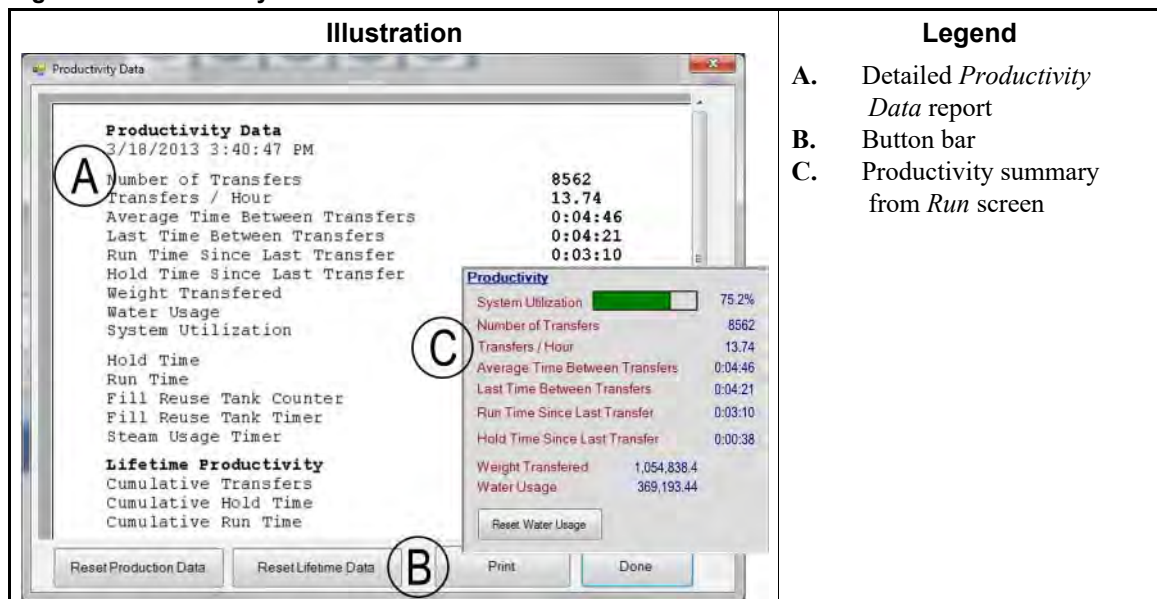 Illustration
Legend
Productivity Data
Productivity Data
3/18/2013 3:40:47 PM
A
Number of Transfers 8562
Transfers / Hour 13.74
Average Time Between Transfers 0:04:46
Last Time Between Transfers 0:04:21
Run Time Since Last Transfer 0:03:10
Hold Time Since Last Transfer
Weight Transfered
Water Usage
System Utilization
Hold Time
Run Time
Fill Reuse Tank Counter
Fill Reuse Tank Timer
Steam Usage Timer
Lifetime Productivity
Cumulative Transfers
Cumulative Hold Time
Cumulative Run Time
C
Productivity
System Utilization 75.2%
Number of Transfers 8562
Transfers / Hour 13.74
Average Time Between Transfers 0:04:46
Last Time Between Transfers 0:04:21
Run Time Since Last Transfer 0:03:10
Hold Time Since Last Transfer 0:00:38
Weight Transfered 1,054,838.4
Water Usage 369,193.44
Reset Water Usage
Reset Production Data Reset Lifetime Data B Print Done
A. Detailed Productivity
Data report
B. Button bar
C. Productivity summary
from Run screen